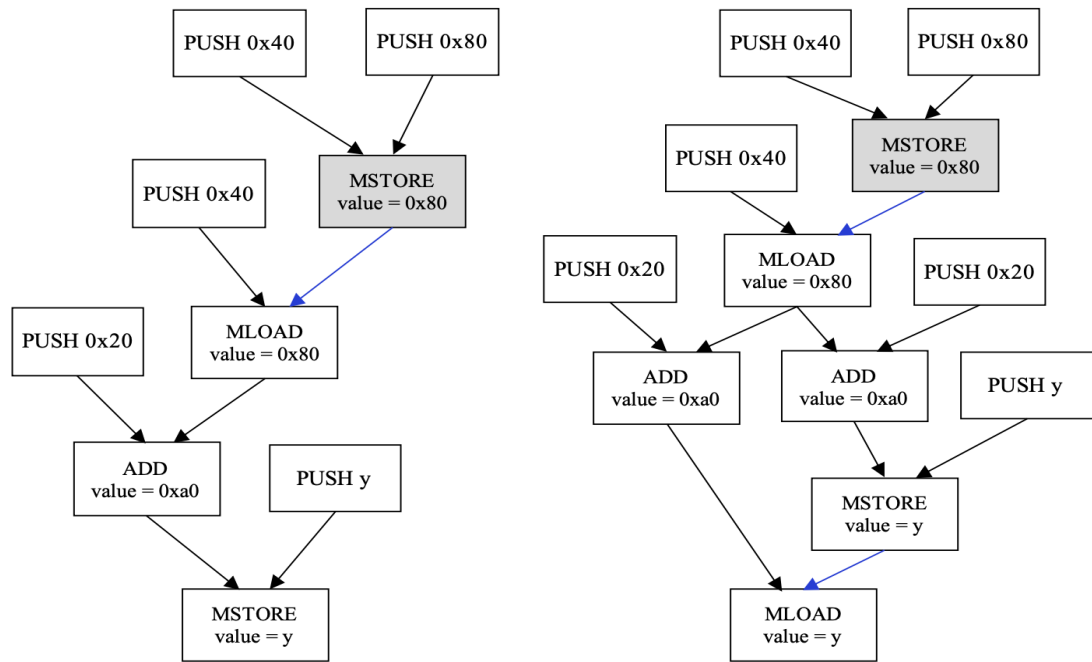 PUSH 0x40
PUSH 0x80
MSTORE
value = 0x80
PUSH 0x40
MLOAD
value = 0x80
PUSH 0x20
ADD
value = 0xa0
PUSH y
MSTORE
value = y
PUSH 0x40
PUSH 0x80
MSTORE
value = 0x80
PUSH 0x40
MLOAD
value = 0x80
PUSH 0x20
PUSH 0x20
ADD
value = 0xa0
ADD
value = 0xa0
PUSH y
MSTORE
value = y
MLOAD
value = y